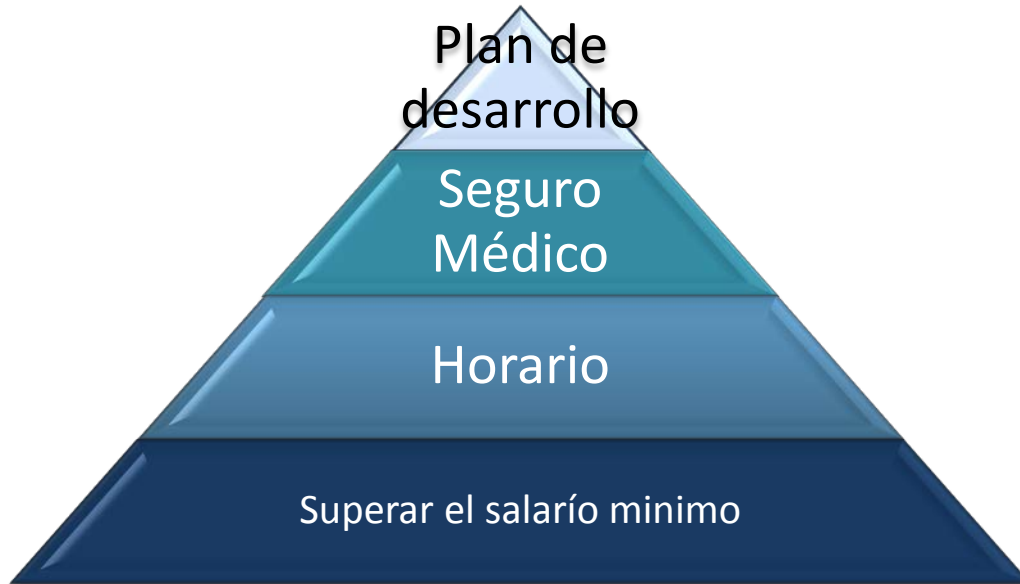 Plan de
desarrollo
Seguro
Médico
Horario
Superar el salarío minimo